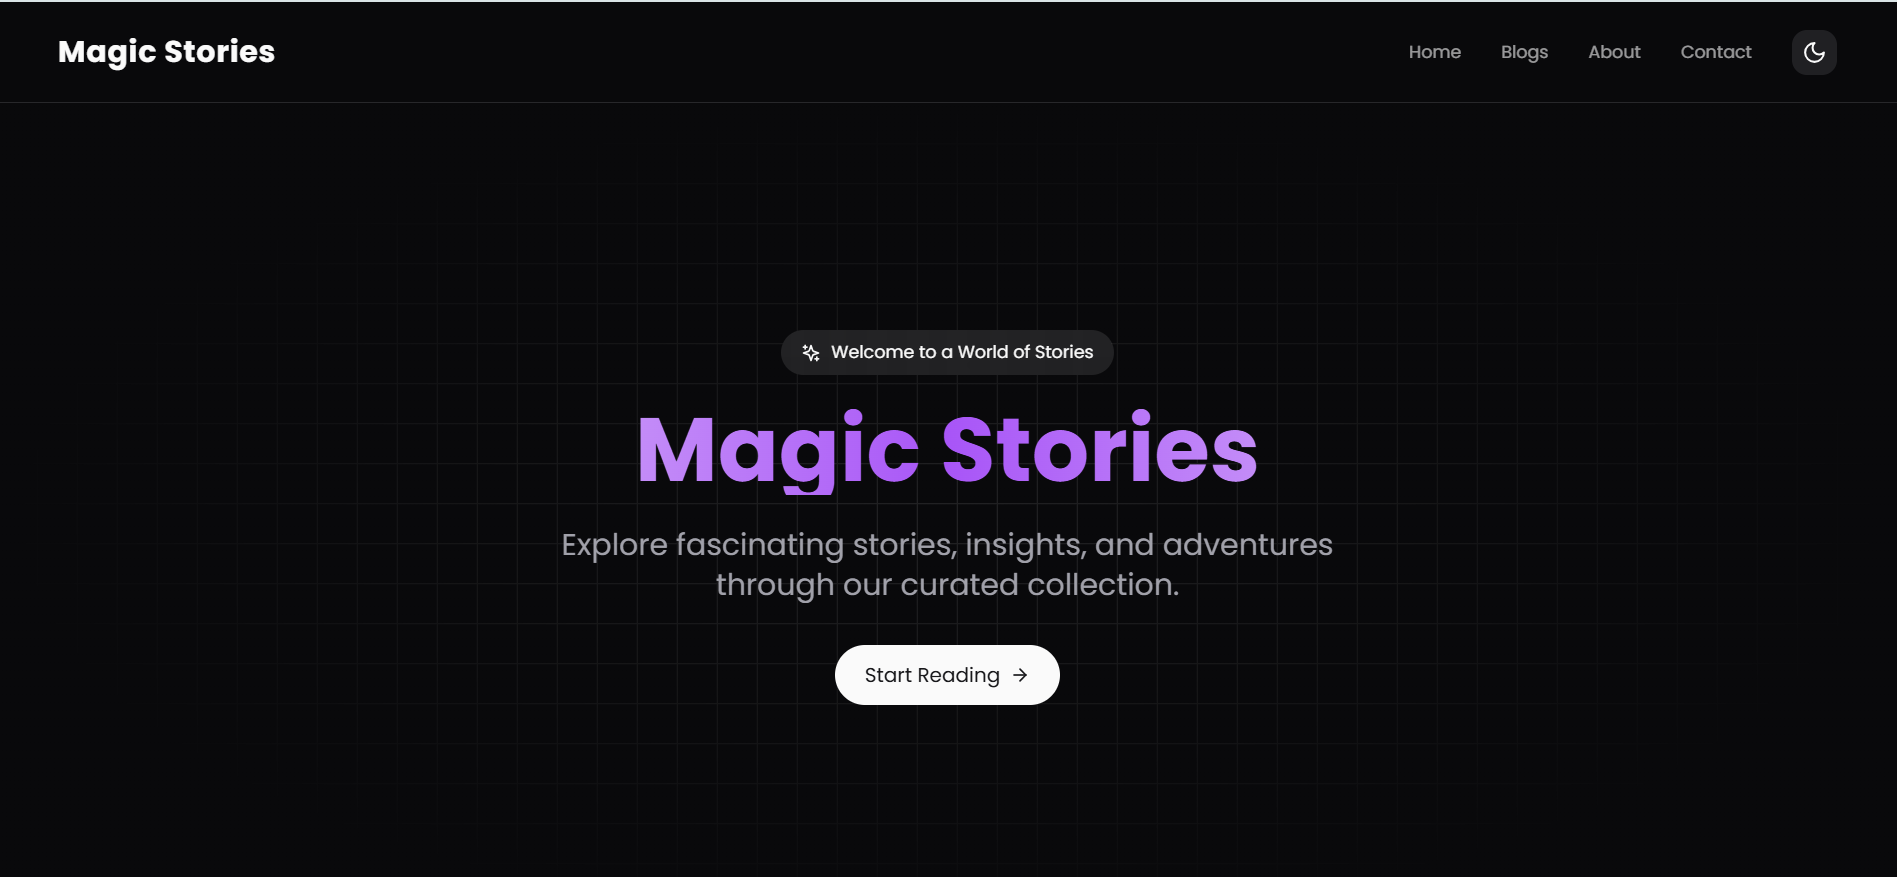 Magic Stories
Home Blogs About Contact
Welcome to a World of Stories
Magic Stories
Explore fascinating stories, insights, and adventures
through our curated collection.
Start Reading →